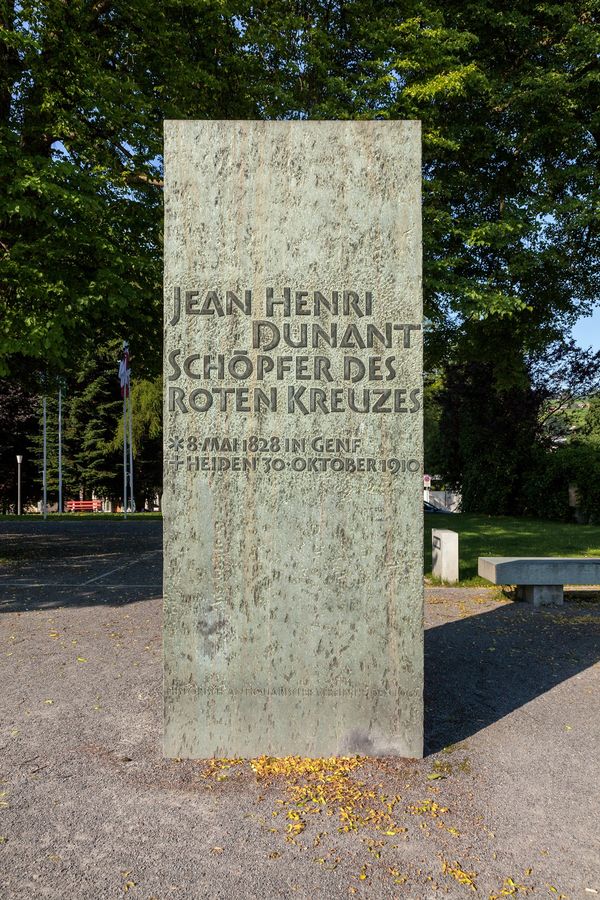 JEAN HENRI
DUNANT
SCHÖPFER DES
ROTEN KREUZES
* 8·MAI 1828 IN GENF
+ HEIDEN 30·OKTOBER 1910